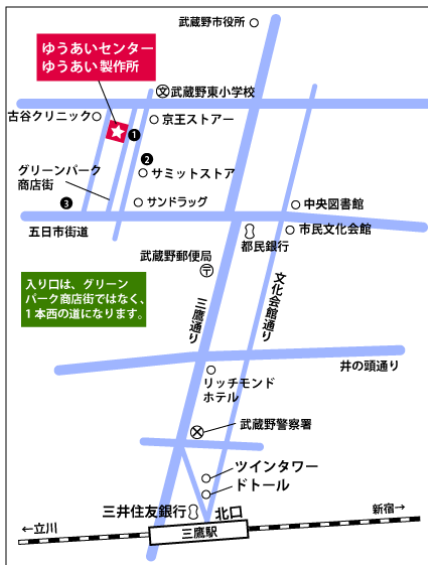 武蔵野市役所
ゆうあいセンター
ゆうあい製作所
武蔵野東小学校
文
古谷クリニック
京王ストアー
1
2
グリーンパーク
商店街
サミットストア
3
サンドラッグ
中央図書館
五日市街道
市民文化会館
都民銀行
武蔵野郵便局
〒
入り口は、グリーン
パーク商店街ではなく、
1本西の道になります。
三鷹通り
文化会館通り
井の頭通り
リッチモンド
ホテル
武蔵野警察署
ツインタワー
ドトール
三井住友銀行
北口
新宿→
←立川
三鷹駅